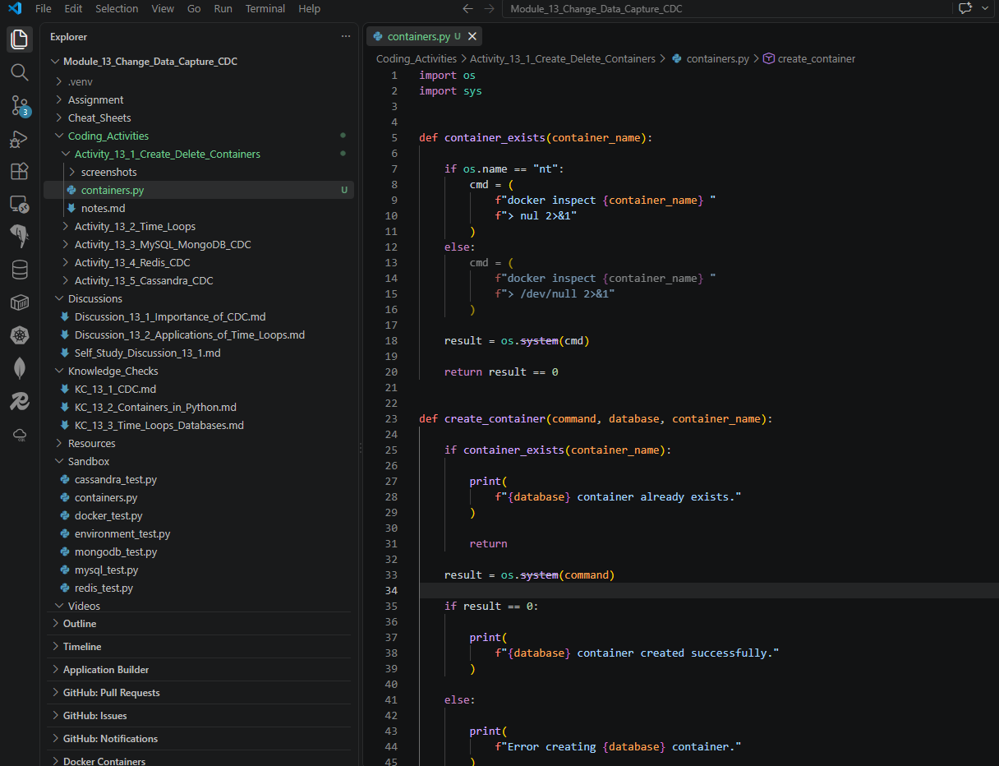 File Edit Selection View Go Run Terminal Help
Module_13_Change_Data_Capture_CDC
Explorer
Module_13_Change_Data_Capture_CDC
.venv
Assignment
Cheat_Sheets
Coding_Activities
Activity_13_1_Create_Delete_Containers
screenshots
containers.py U
notes.md
Activity_13_2_Time_Loops
Activity_13_3_MySQL_MongoDB_CDC
Activity_13_4_Redis_CDC
Activity_13_5_Cassandra_CDC
Discussions
Discussion_13_1_Importance_of_CDC.md
Discussion_13_2_Applications_of_Time_Loops.md
Self_Study_Discussion_13_1.md
Knowledge_Checks
KC_13_1_CDC.md
KC_13_2_Containers_in_Python.md
KC_13_3_Time_Loops_Databases.md
Resources
Sandbox
cassandra_test.py
containers.py
docker_test.py
environment_test.py
mongodb_test.py
mysql_test.py
redis_test.py
Videos
Outline
Timeline
Application Builder
GitHub: Pull Requests
GitHub: Issues
GitHub: Notifications
Docker Containers
3
containers.py U
Coding_Activities > Activity_13_1_Create_Delete_Containers > containers.py > create_container
1 import os
2 import sys
3
4
5 def container_exists(container_name):
6
7 if os.name == "nt":
8 cmd = (
9 f"docker inspect {container_name} "
10 f"> nul 2>&1"
11 )
12 else:
13 cmd = (
14 f"docker inspect {container_name} "
15 f"> /dev/null 2>&1"
16 )
17
18 result = os.system(cmd)
19
20 return result == 0
21
22
23 def create_container(command, database, container_name):
24
25 if container_exists(container_name):
26
27 print(
28 f"{database} container already exists."
29 )
30
31 return
32
33 result = os.system(command)
34
35 if result == 0:
36
37 print(
38 f"{database} container created successfully."
39 )
40
41 else:
42
43 print(
44 f"Error creating {database} container."
45 )